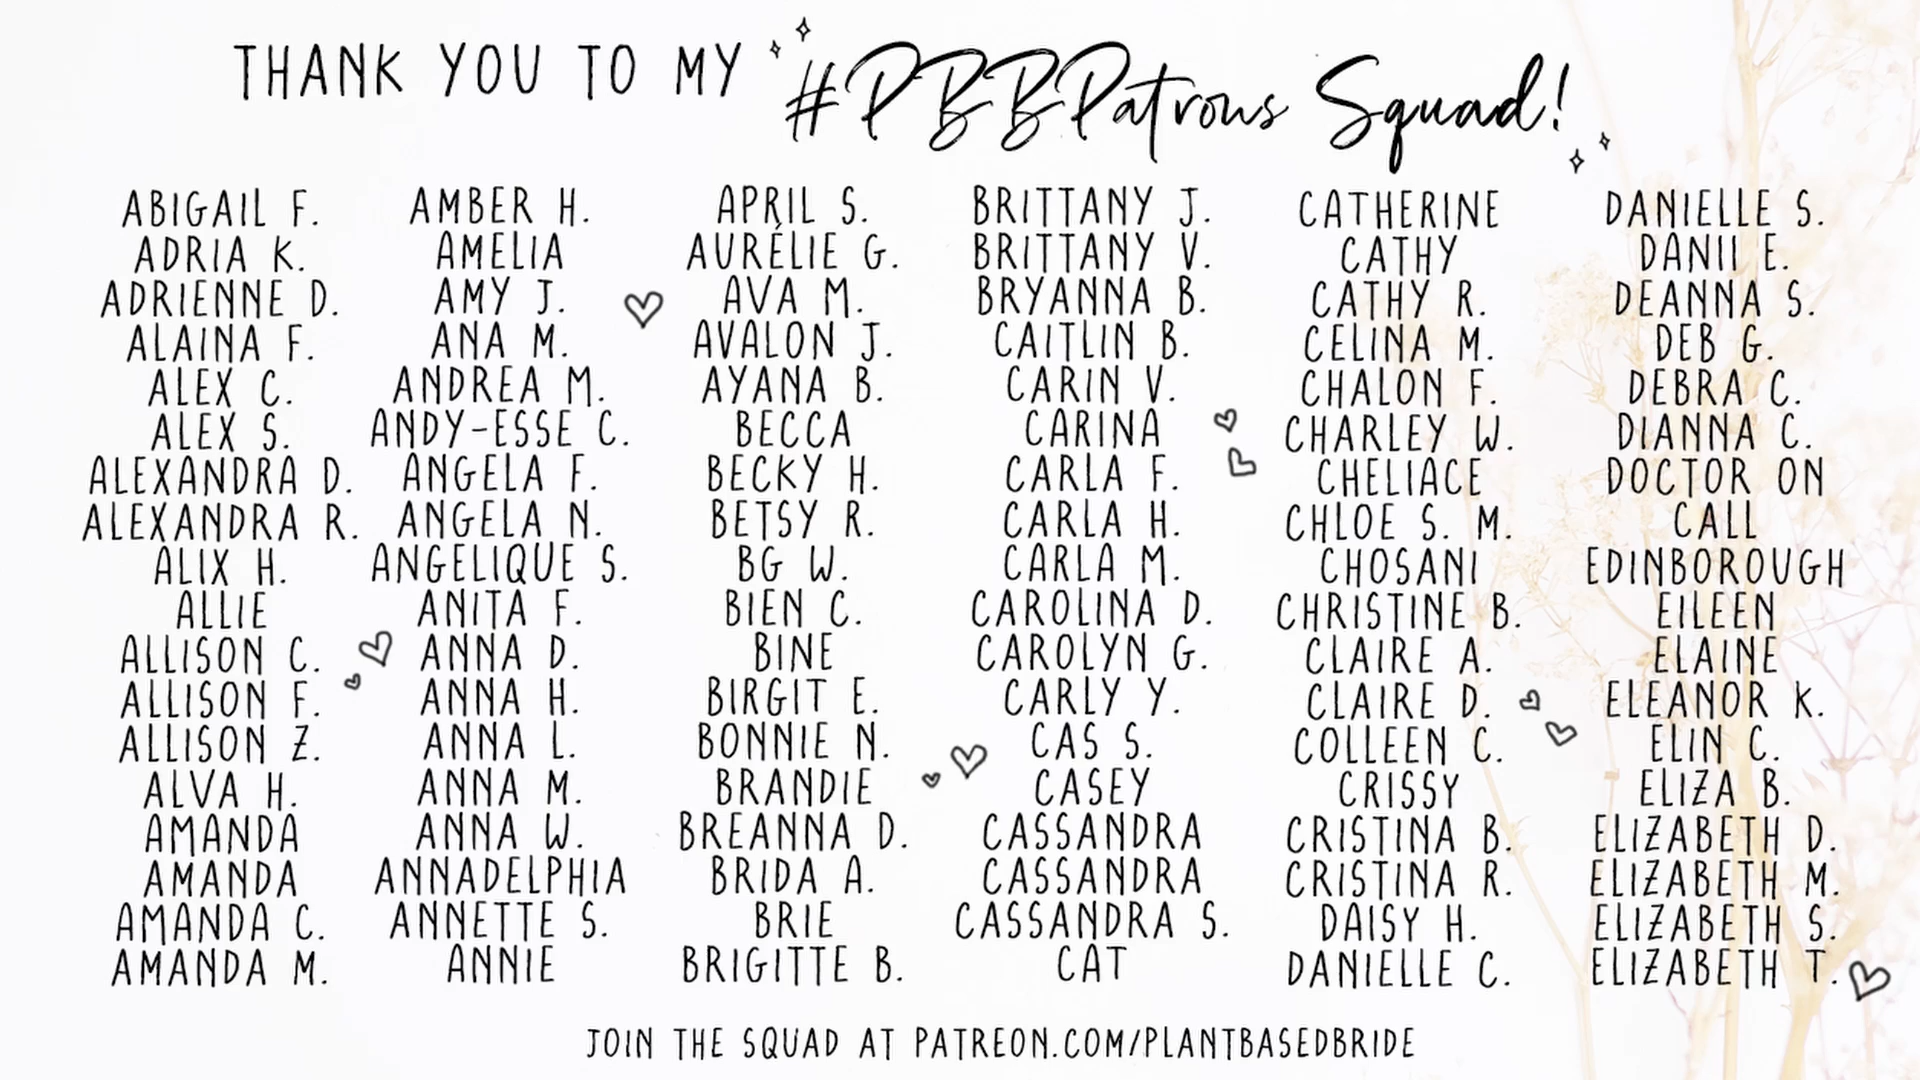 THANK YOU TO MY #PBBPatrons Squad!
ABIGAIL F.
ADRIA K.
ADRIENNE D.
ALAINA F.
ALEX C.
ALEX S.
ALEXANDRA D.
ALEXANDRA R.
ALIX H.
ALLIE
ALLISON C.
ALLISON F.
ALLISON Z.
ALVA H.
AMANDA
AMANDA
AMANDA C.
AMANDA M.
AMBER H.
AMELIA
AMY J.
ANA M.
ANDREA M.
ANDY-ESSE C.
ANGELA F.
ANGELA N.
ANGELIQUE S.
ANITA F.
ANNA D.
ANNA H.
ANNA L.
ANNA M.
ANNA W.
ANNADELPHIA
ANNETTE S.
ANNIE
APRIL S.
AURÉLIE G.
AVA M.
AVALON J.
AYANA B.
BECCA
BECKY H.
BETSY R.
BG W.
BIEN C.
BINE
BIRGIT E.
BONNIE N.
BRANDIE
BREANNA D.
BRIDA A.
BRIE
BRIGITTE B.
BRITTANY J.
BRITTANY V.
BRYANNA B.
CAITLIN B.
CARIN V.
CARINA
CARLA F.
CARLA H.
CARLA M.
CAROLINA D.
CAROLYN G.
CARLY Y.
CAS S.
CASEY
CASSANDRA
CASSANDRA
CASSANDRA S.
CAT
CATHERINE
CATHY
CATHY R.
CELINA M.
CHALON F.
CHARLEY W.
CHELIACE
CHLOE S. M.
CHOSANI
CHRISTINE B.
CLAIRE A.
CLAIRE D.
COLLEEN C.
CRISSY
CRISTINA B.
CRISTINA R.
DAISY H.
DANIELLE C.
DANIELLE S.
DANII E.
DEANNA S.
DEB G.
DEBRA C.
DIANNA C.
DOCTOR ON
CALL
EDINBOROUGH
EILEEN
ELAINE
ELEANOR K.
ELIN C.
ELIZA B.
ELIZABETH D.
ELIZABETH M.
ELIZABETH S.
ELIZABETH T.
JOIN THE SQUAD AT PATREON.COM/PLANTBASEDBRIDE